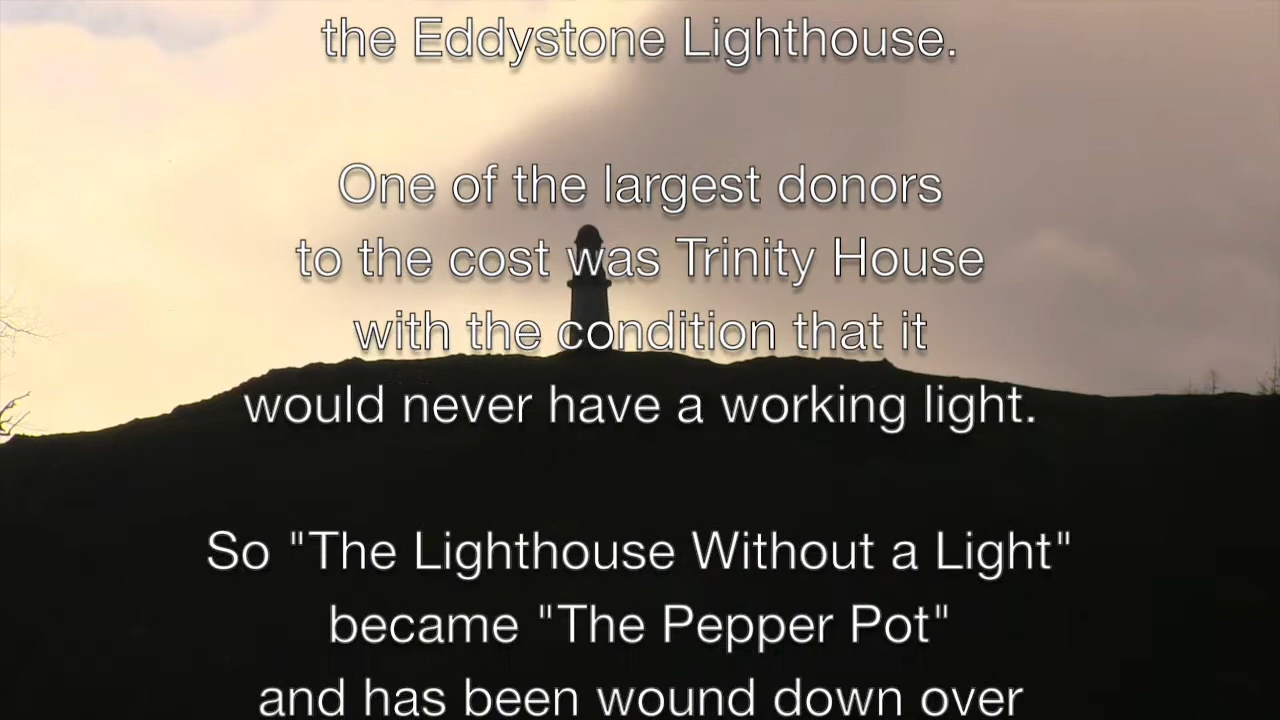 the Eddystone Lighthouse.
One of the largest donors
to the cost was Trinity House
with the condition that it
would never have a working light.
So "The Lighthouse Without a Light"
became "The Pepper Pot"
and has been wound down over